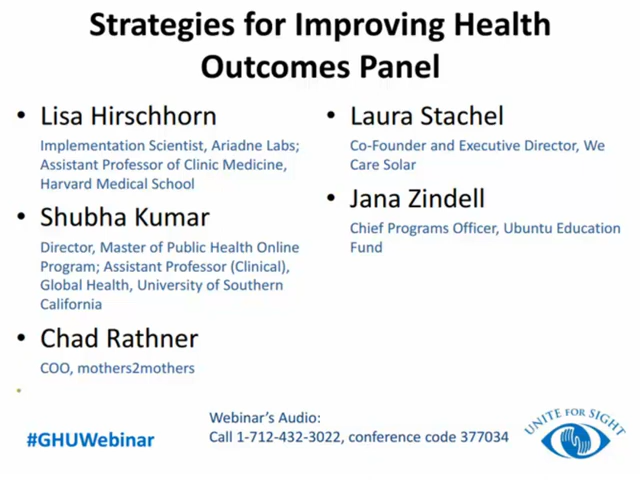 Strategies for Improving Health
Outcomes Panel
• Lisa Hirschhorn
Implementation Scientist, Ariadne Labs;
Assistant Professor of Clinic Medicine,
Harvard Medical School
• Shubha Kumar
Director, Master of Public Health Online
Program; Assistant Professor (Clinical),
Global Health, University of Southern
California
• Chad Rathner
COO, mothers2mothers
•
• Laura Stachel
Co-Founder and Executive Director, We
Care Solar
• Jana Zindell
Chief Programs Officer, Ubuntu Education
Fund
#GHUWebinar
Webinar's Audio:
Call 1-712-432-3022, conference code 377034
UNITE FOR SIGHT